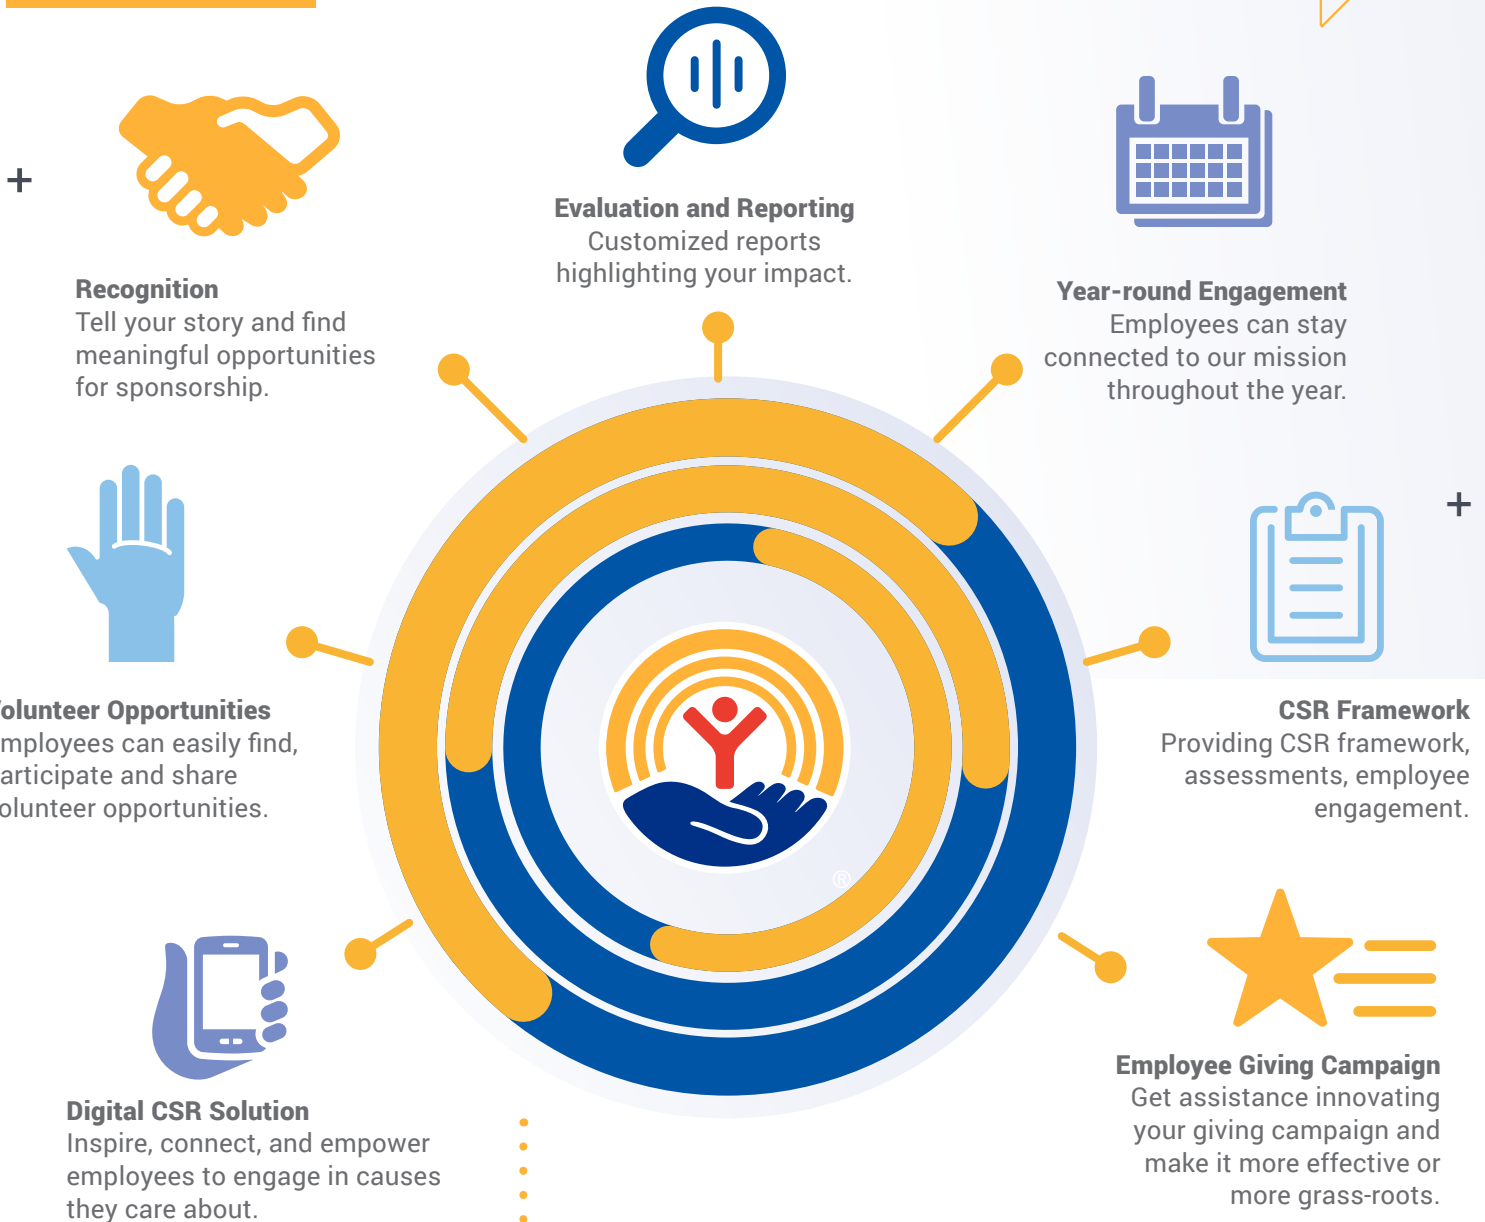 Evaluation and Reporting
Customized reports
highlighting your impact.
Recognition
Tell your story and find
meaningful opportunities
for sponsorship.
Year-round Engagement
Employees can stay
connected to our mission
throughout the year.
olunteer Opportunities
mployees can easily find,
articipate and share
olunteer opportunities.
CSR Framework
Providing CSR framework,
assessments, employee
engagement.
®
Digital CSR Solution
Inspire, connect, and empower
employees to engage in causes
they care about.
Employee Giving Campaign
Get assistance innovating
your giving campaign and
make it more effective or
more grass-roots.